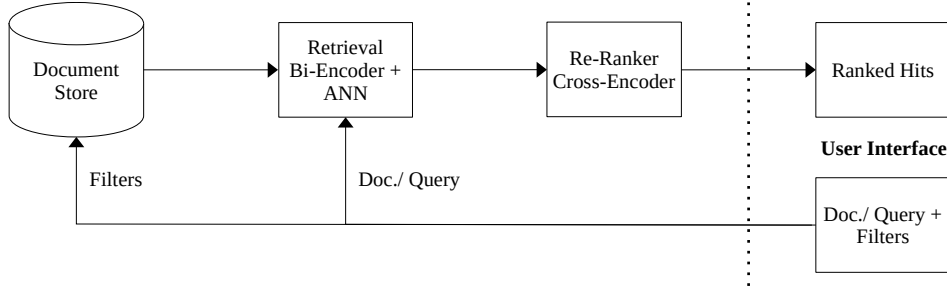 Document
Store
Retrieval
Bi-Encoder +
ANN
Re-Ranker
Cross-Encoder
Ranked Hits
User Interface
Filters
Doc./ Query
Doc./ Query +
Filters